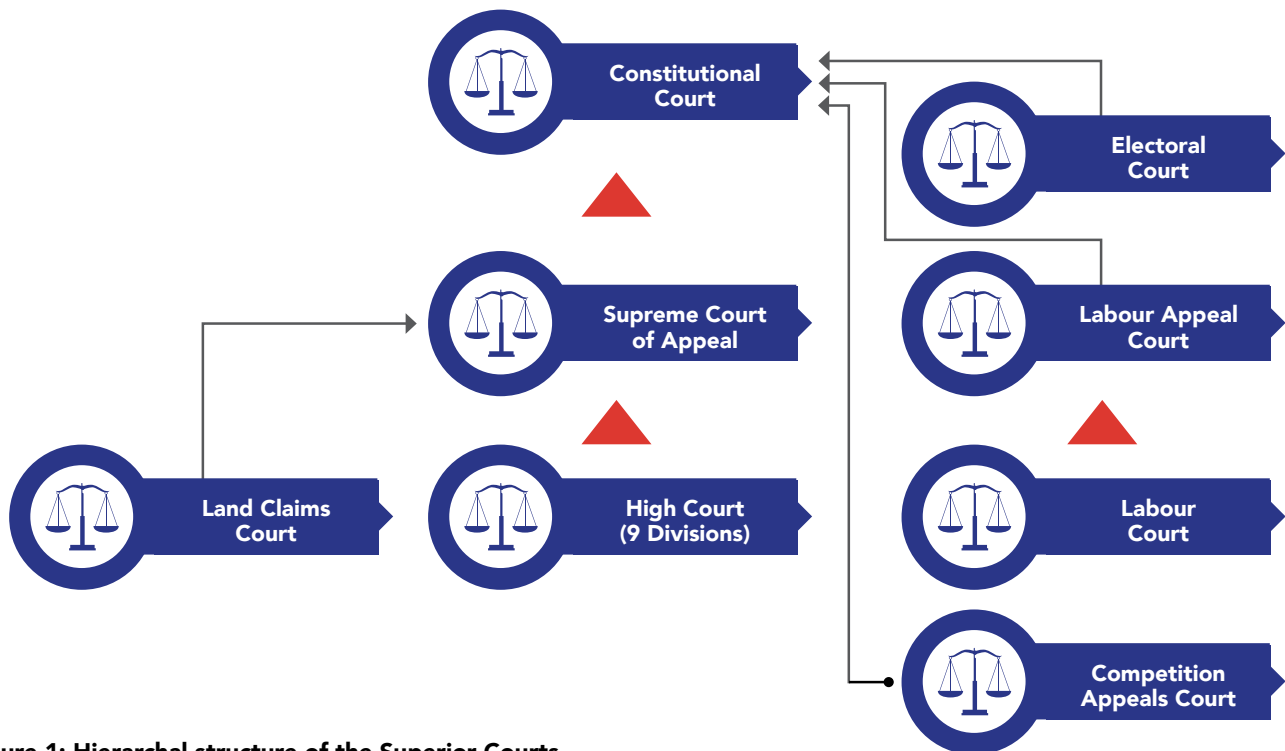 Constitutional
Court
Electoral
Court
Supreme Court
of Appeal
Labour Appeal
Court
Land Claims
Court
High Court
(9 Divisions)
Labour
Court
Competition
Appeals Court
ure 1: Hierarchal structure of the Superior Courts